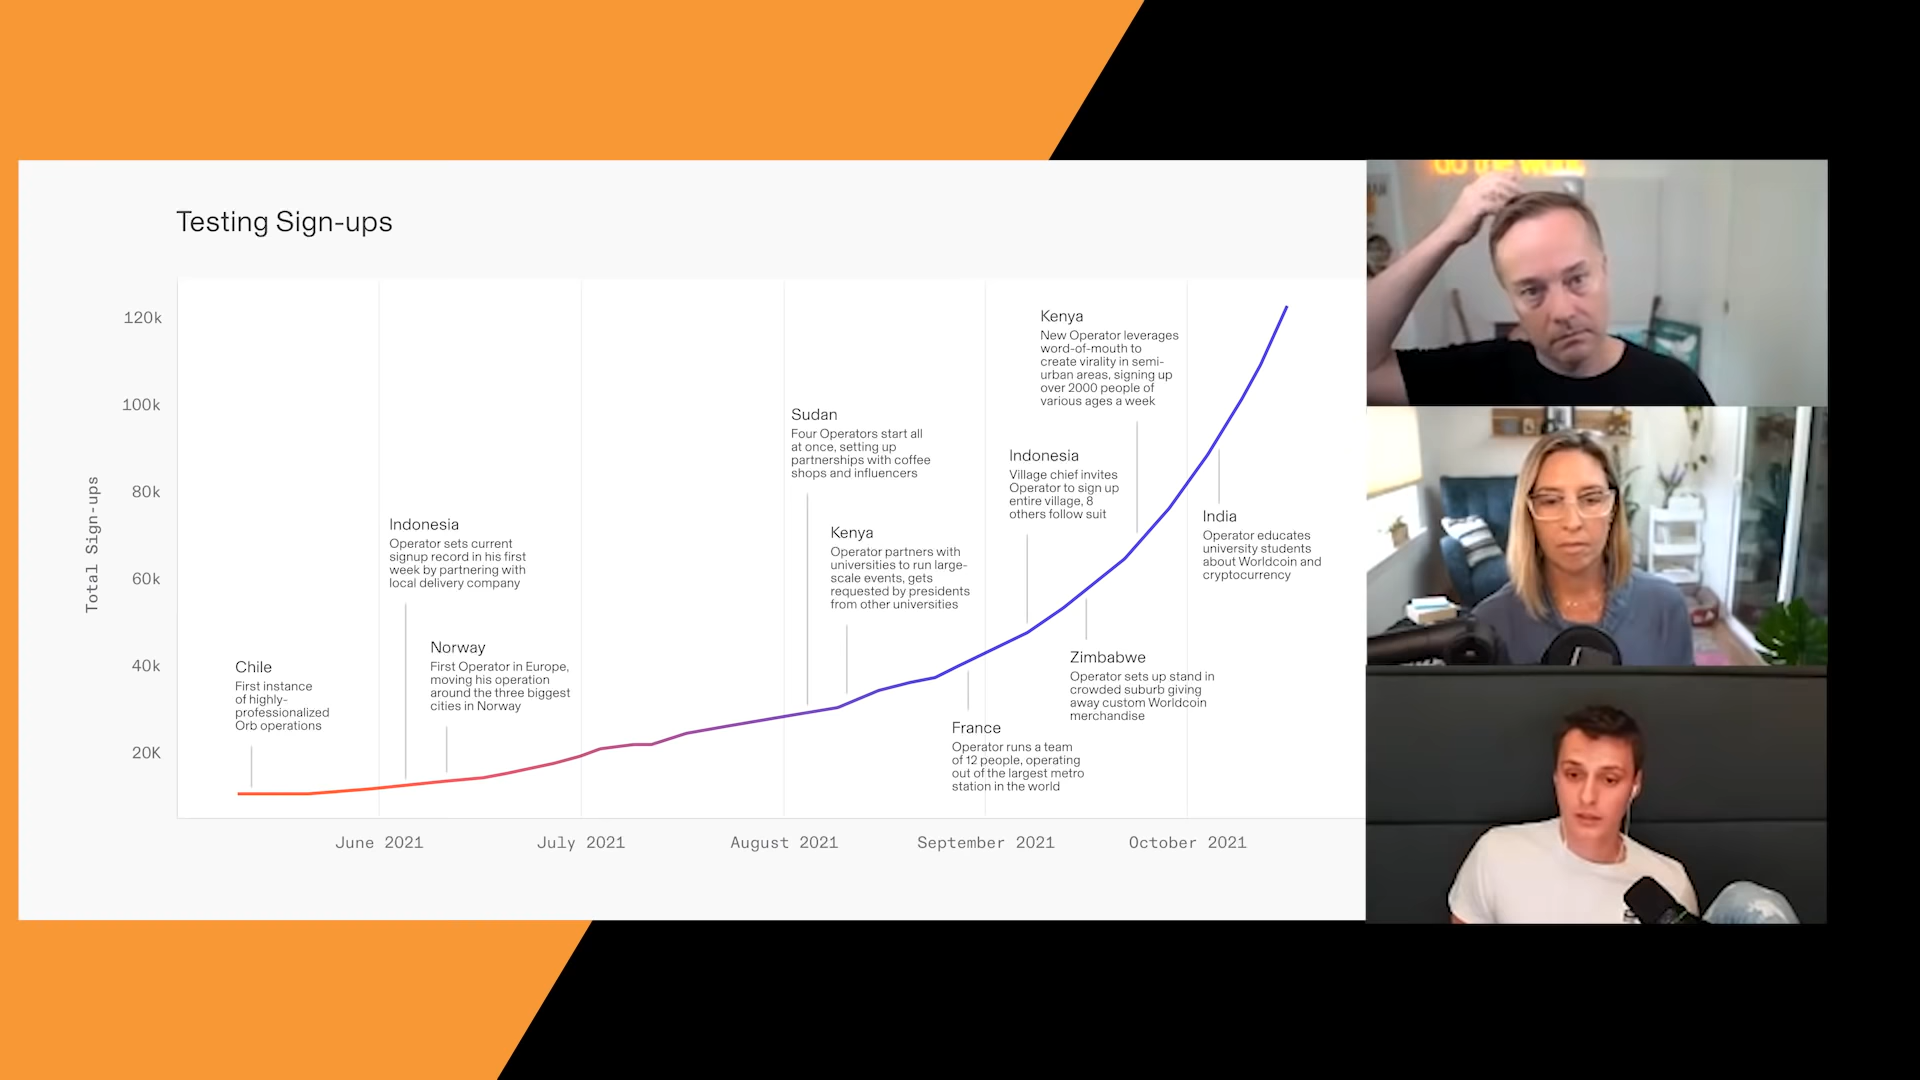 Testing Sign-ups
Total Sign-ups
120k
100k
80k
60k
40k
20K
Chile
First instance
of highly-
professionalized
Orb operations
Indonesia
Operator sets current
signup record in his first
week by partnering with
local delivery company
Norway
First Operator in Europe,
moving his operation
around the three biggest
cities in Norway
Sudan
Four Operators start all
at once, setting up
partnerships with coffee
shops and influencers
Kenya
Operator partners with
universities to run large-
scale events, gets
requested by presidents
from other universities
France
Operator runs a team
of 12 people, operating
out of the largest metro
station in the world
Indonesia
Village chief invites
Operator to sign up
entire village, 8
others follow suit
Kenya
New Operator leverages
word-of-mouth to
create virality in semi-
urban areas, signing up
over 2000 people of
various ages a week
Zimbabwe
Operator sets up stand in
crowded suburb giving
away custom Worldcoin
merchandise
India
Operator educates
university students
about Worldcoin and
cryptocurrency
June 2021
July 2021
August 2021
September 2021
October 2021